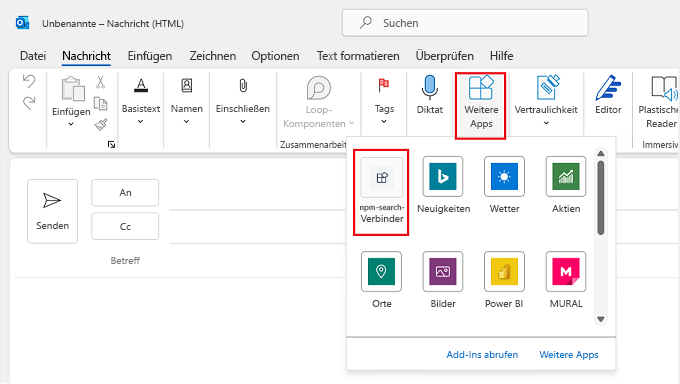 Unbenannte – Nachricht (HTML)
Suchen
Datei Nachricht Einfügen Zeichnen Optionen Text formatieren Überprüfen Hilfe
Einfügen
Basistext
Namen
Einschließen
Loop-
Komponenten
Tags
Diktat
Weitere
Apps
Vertraulichkeit
Editor
Plastische
Reader
Zusammenarbeit
Immersiv
npm-search-
Verbinder
Neuigkeiten
Wetter
Aktien
Orte
Bilder
Power BI
MURAL
Add-Ins abrufen
Weitere Apps
Senden
An
Cc
Betreff